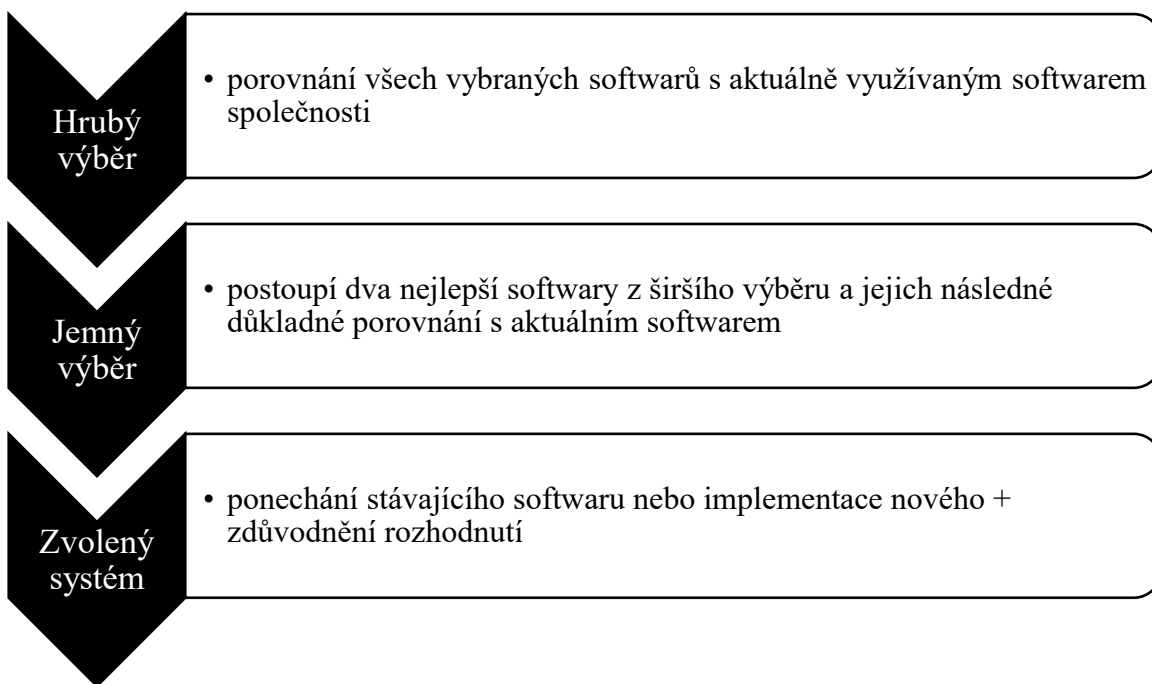 Hrubý
výběr
• porovnání všech vybraných softwarů s aktuálně využívaným softwarem
společnosti
Jemný
výběr
• postoupí dva nejlepší softwary z širšího výběru a jejich následné
důkladné porovnání s aktuálním softwarem
Zvolený
systém
• ponechání stávajícího softwaru nebo implementace nového +
zdůvodnění rozhodnutí